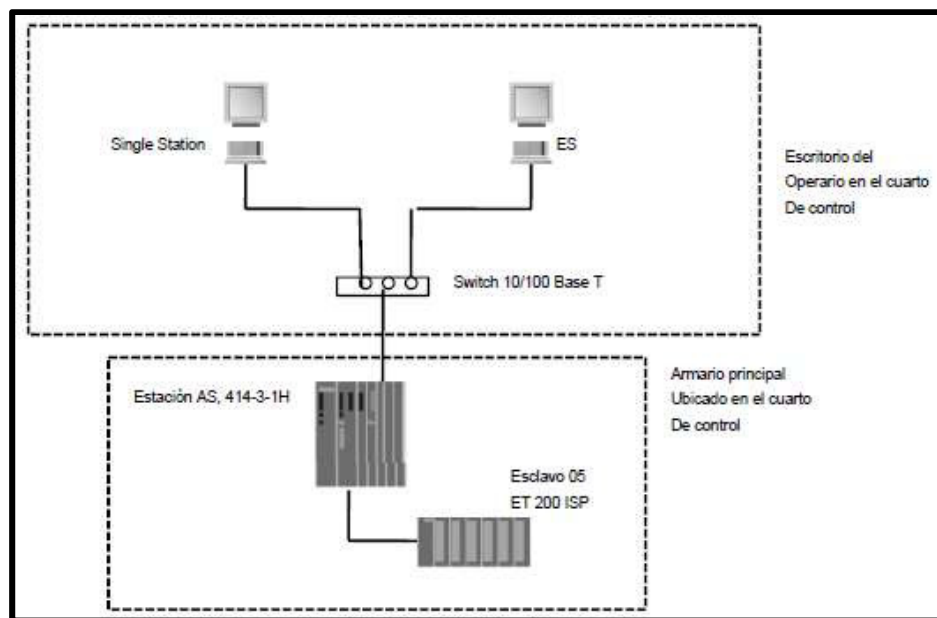 Single Station
ES
Escritorio del
Operario en el cuarto
De control
Switch 10/100 Base T
Estación AS, 414-3-1H
Armario principal
Ubicado en el cuarto
De control
Esclavo 05
ET 200 ISP